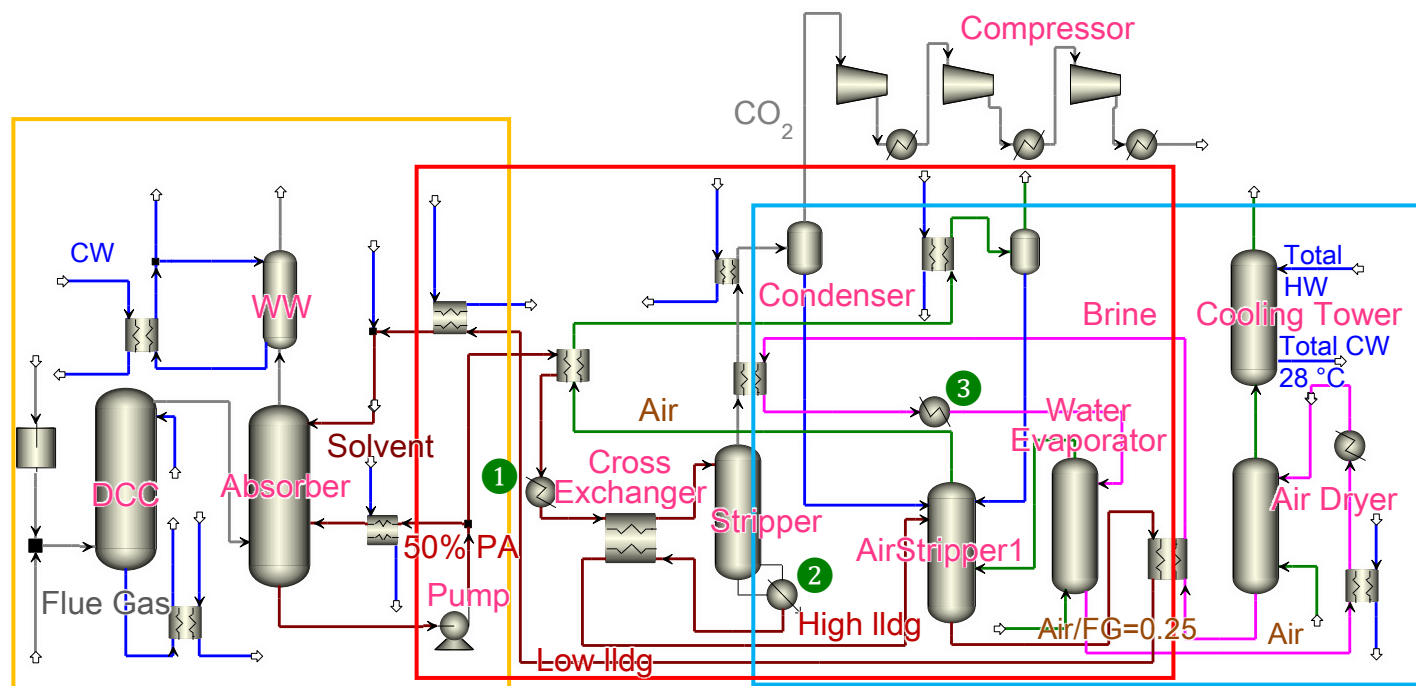 Compressor
CO2
CW
WW
Condenser
Total
HW
Brine
Cooling Tower
Total CW
28 °C
3
Air
Water
Evaporator
Solvent
1
Cross
Exchanger
DCC
Absorber
Stripper
Air Dryer
AirStripper1
50% PA
2
Flue Gas
Pump
High lldg
Air/FG=0.25
Air
Low lldg